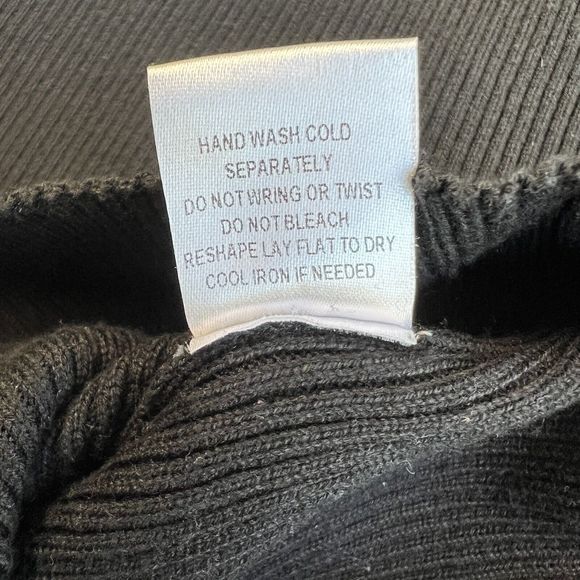 HAND WASH COLD
SEPARATELY
DO NOT WRING OR TWIST
DO NOT BLEACH
RESHAPE LAY FLAT TO DRY
COOL IRON IF NEEDED